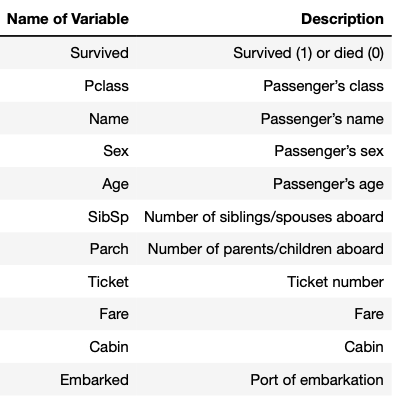 Name of Variable Description
Survived Survived (1) or died (0)
Pclass Passenger’s class
Name Passenger’s name
Sex Passenger’s sex
Age Passenger’s age
SibSp Number of siblings/spouses aboard
Parch Number of parents/children aboard
Ticket Ticket number
Fare Fare
Cabin Cabin
Embarked Port of embarkation